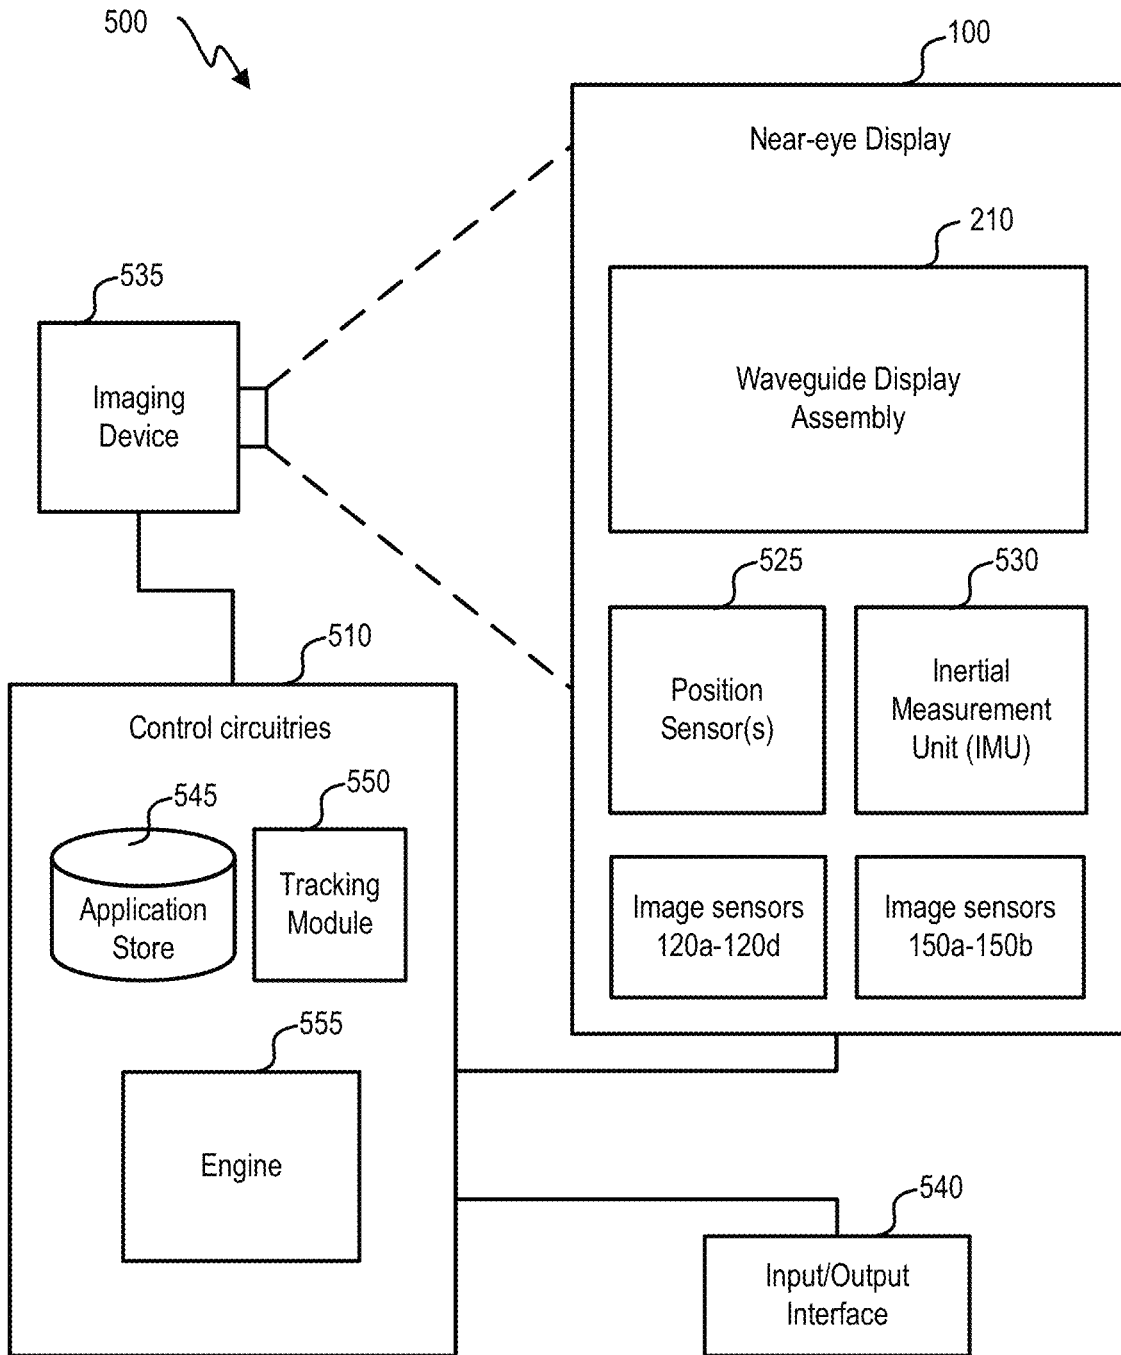 500
100
Near-eye Display
210
Waveguide Display
Assembly
535
Imaging
Device
525
530
Position
Sensor(s)
Inertial
Measurement
Unit (IMU)
510
Control circuitries
545
550
Application
Store
Tracking
Module
Image sensors
120a-120d
Image sensors
150a-150b
555
Engine
540
Input/Output
Interface